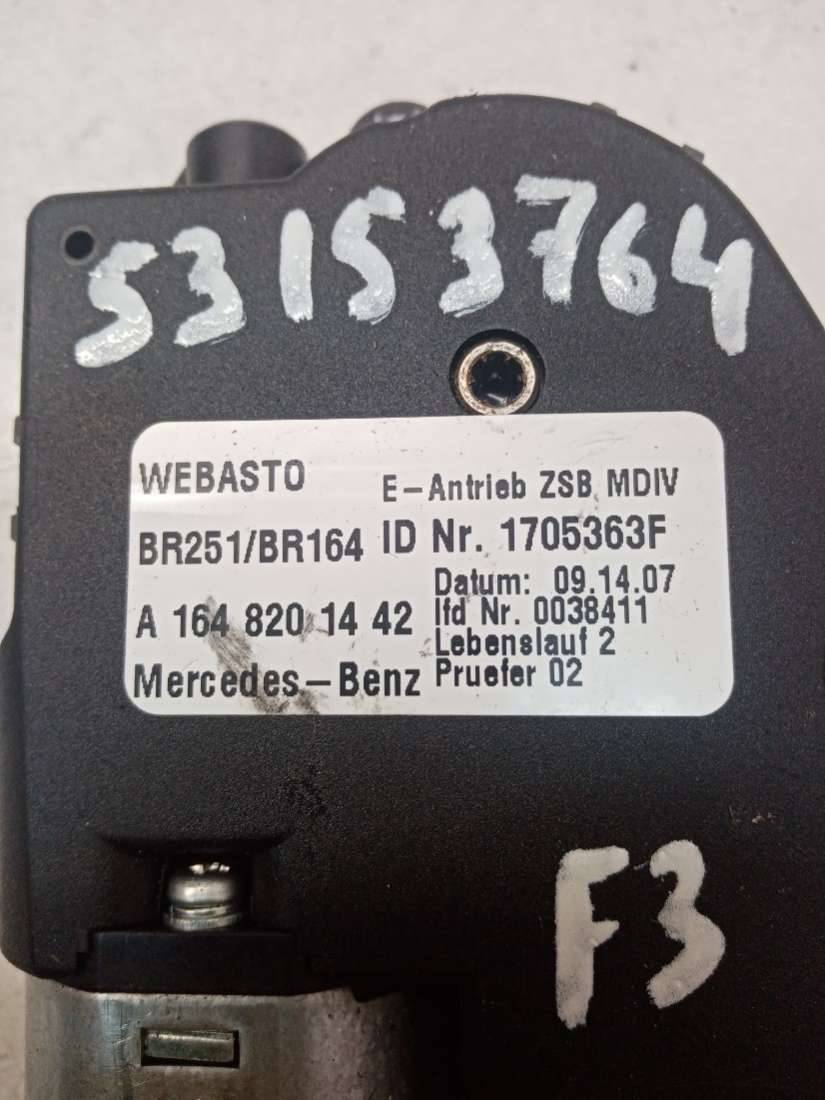 53153764
WEBASTO
E-Antrieb ZSB MDIV
BR251/BR164
ID Nr. 1705363F
Datum: 09.14.07
A 164 820 14 42
lfd Nr. 0038411
Lebenslauf 2
Mercedes-Benz
Pruefer 02
F3